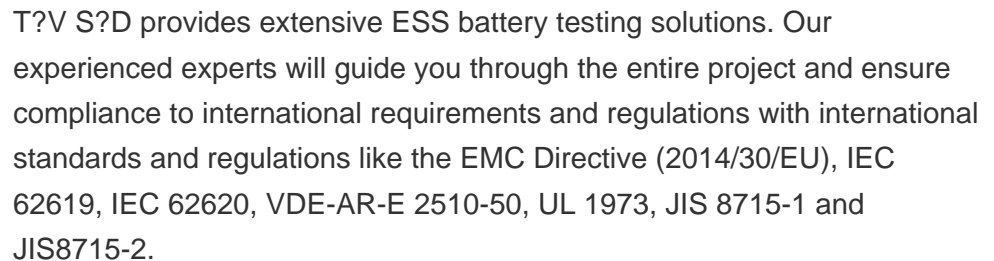 T?V S?D provides extensive ESS battery testing solutions. Our
experienced experts will guide you through the entire project and ensure
compliance to international requirements and regulations with international
standards and regulations like the EMC Directive (2014/30/EU), IEC
62619, IEC 62620, VDE-AR-E 2510-50, UL 1973, JIS 8715-1 and
JIS8715-2.